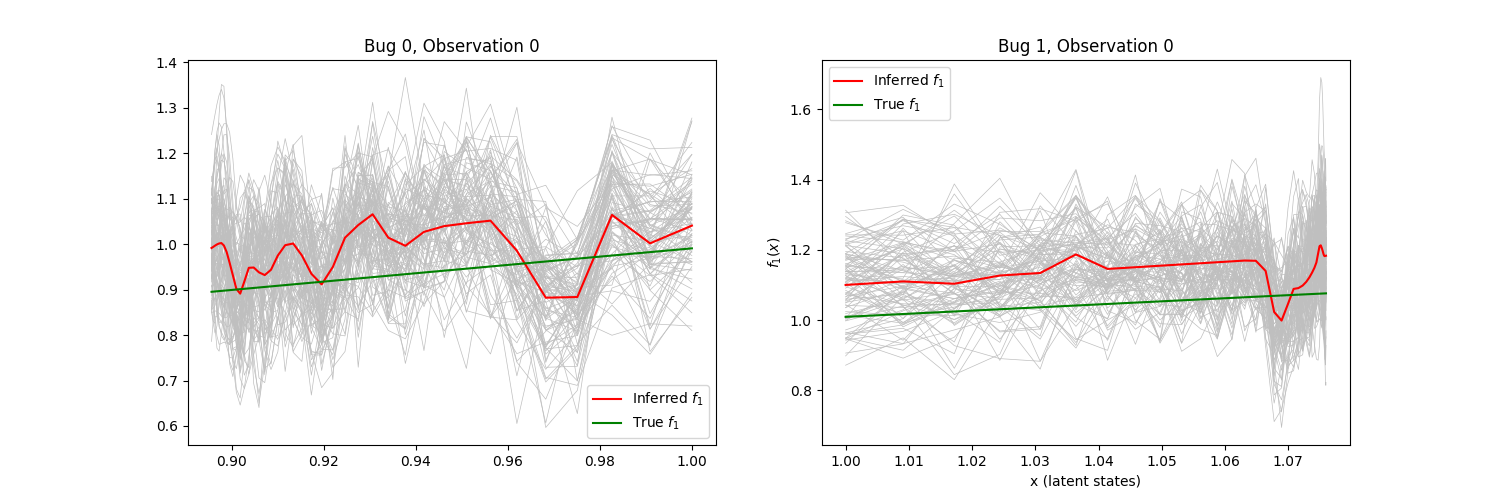 Bug 0, Observation 0
1.4
1.3
1.2
1.1
1.0
0.9
0.8
0.7
0.6
0.90 0.92 0.94 0.96 0.98 1.00
Inferred f₁
True f₁
Bug 1, Observation 0
Inferred f₁
True f₁
f₁(x)
1.6
1.4
1.2
1.0
0.8
1.00 1.01 1.02 1.03 1.04 1.05 1.06 1.07
x (latent states)